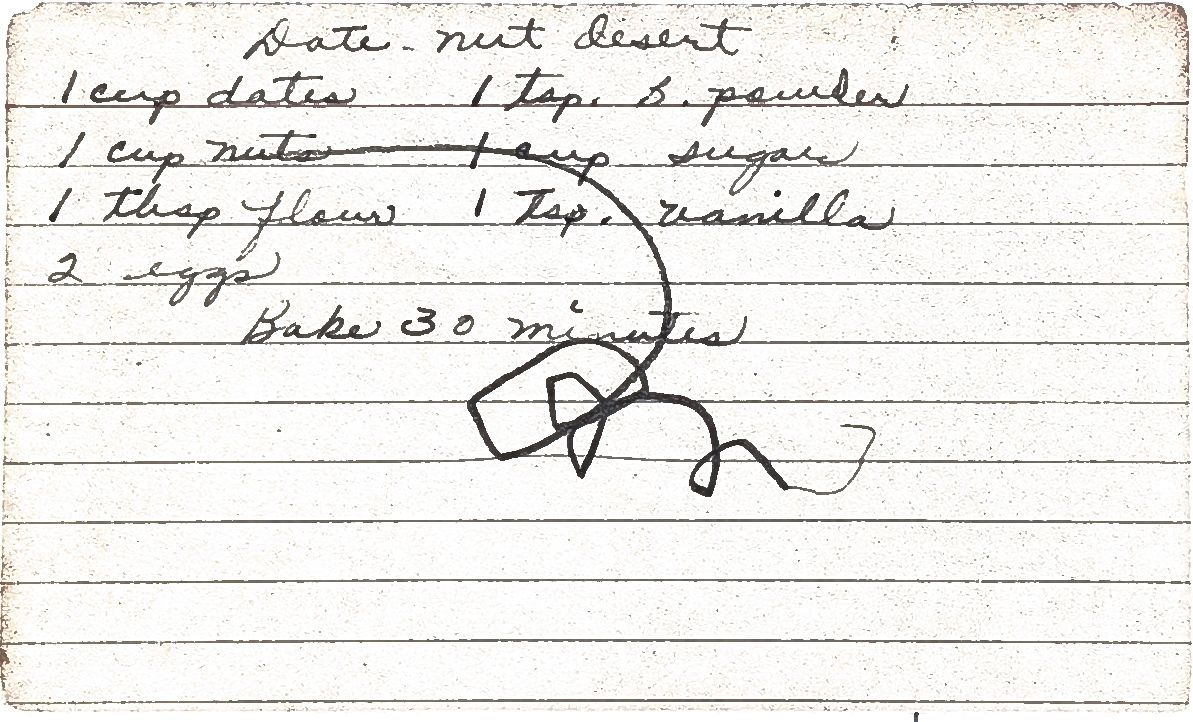 Date-nut desert
1 cup dates 1 tsp. B. powder
1 cup nuts 1 cup sugar
1 tbsp flour 1 tsp. vanilla
2 eggs
Bake 30 minutes